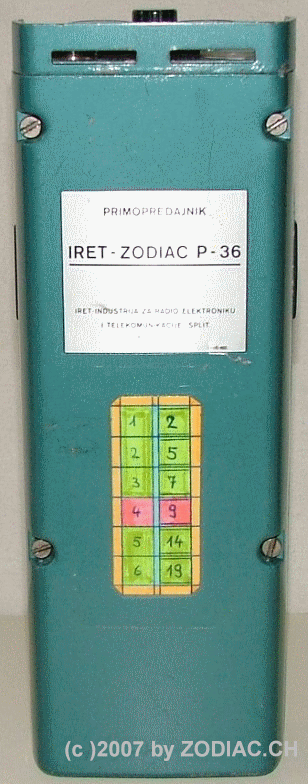 PRIMOPREDAJNIK
IRET - ZODIAC P - 36
IRET-INDUSTRIJA ZA RADIO ELEKTRONIKU
I TELEKOMUNIKACIJE SPLIT
1 2
2 5
3 7
4 9
5 14
6 19
(c )2007 by ZODIAC.CH